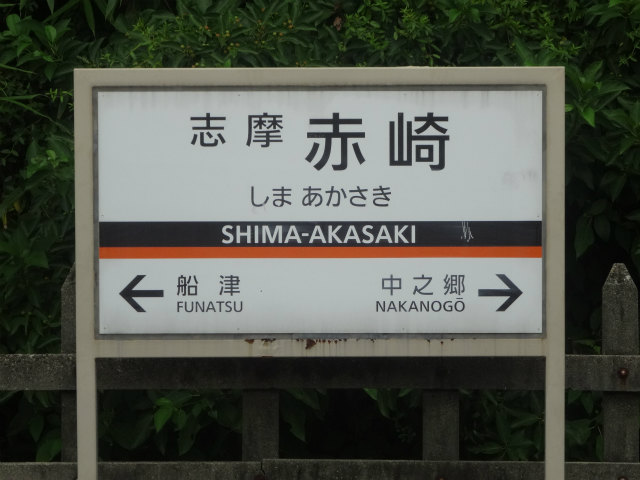 志摩 赤崎
しま あかさき
SHIMA-AKASAKI
← 船津 中之郷 →
FUNATSU NAKANOGŌ